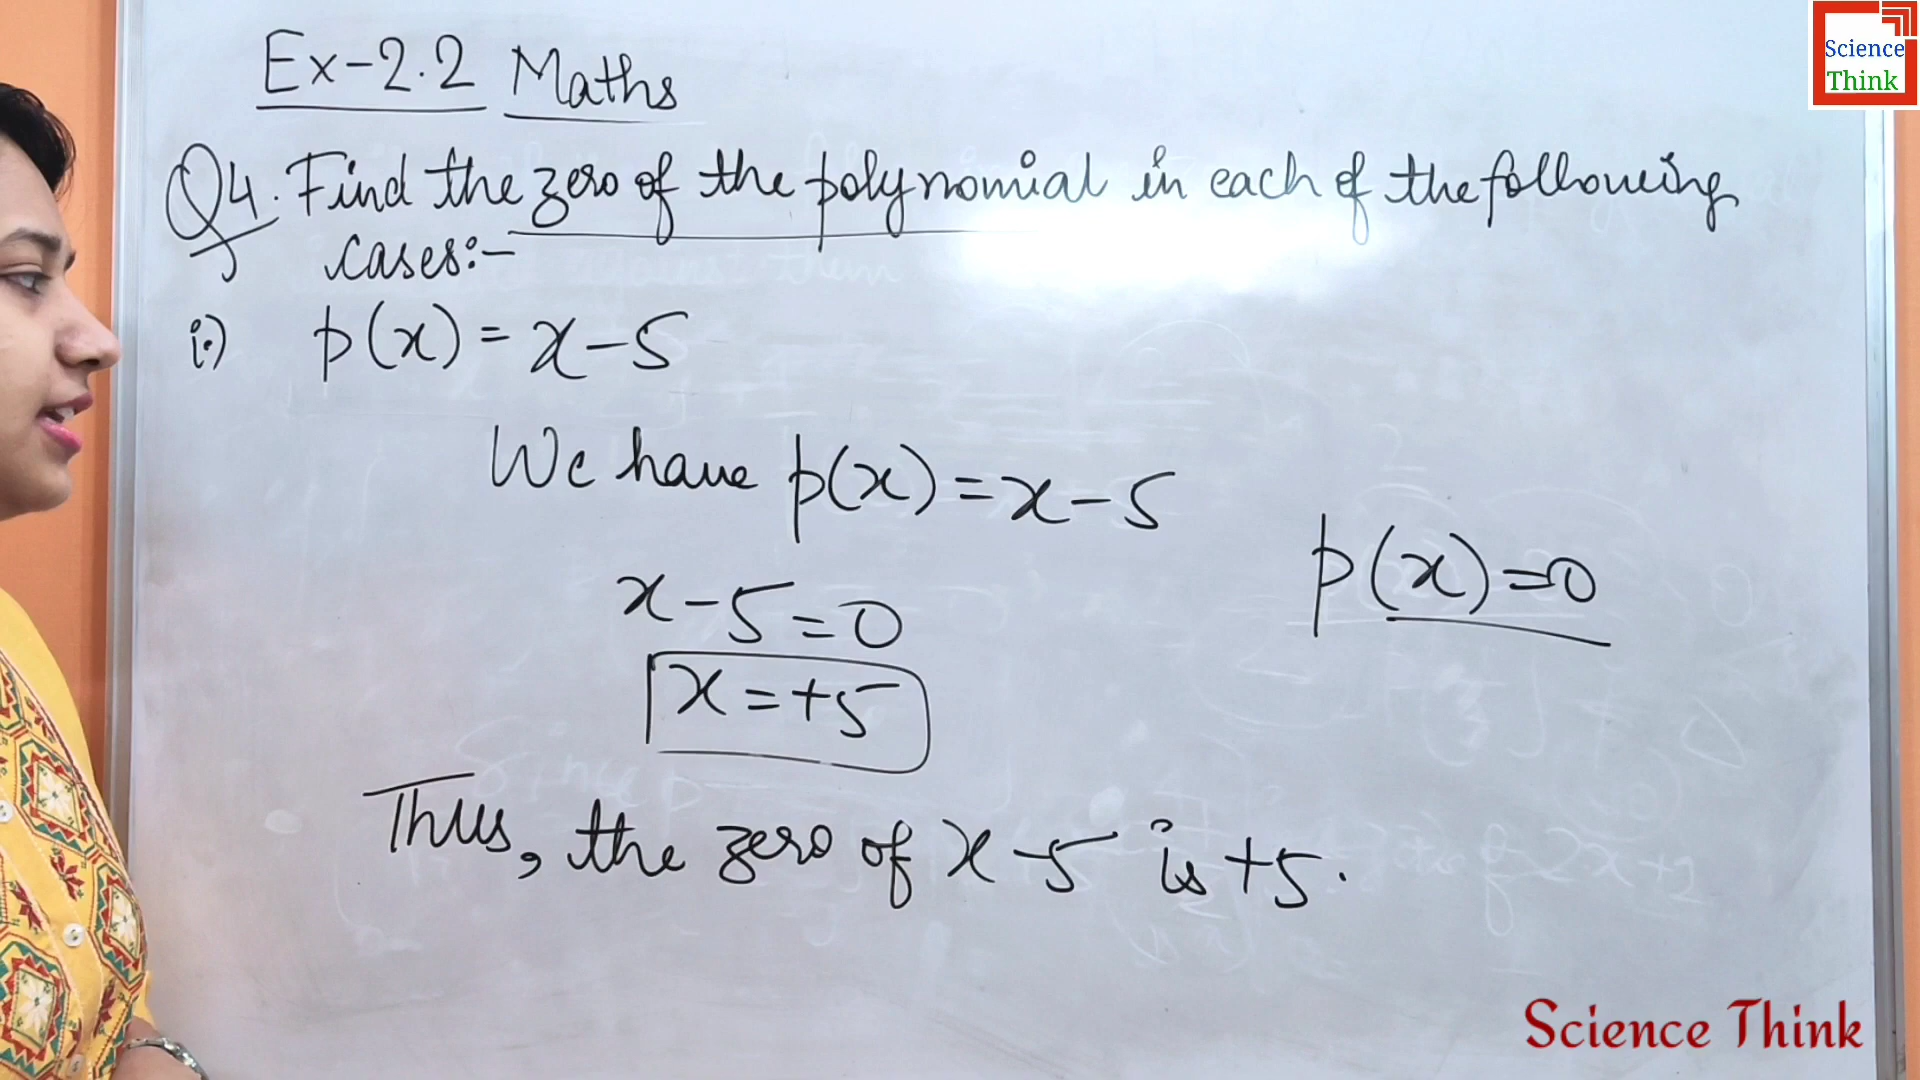 Ex-2.2 Maths
Science
Think
Q4. Find the zero of the polynomial in each of the following
cases:-
i.) p(x) = x-5
We have p(x) = x-5
p(x)=0
x-5=0
x=+5
Thus, the zero of x-5 is +5.
Science Think